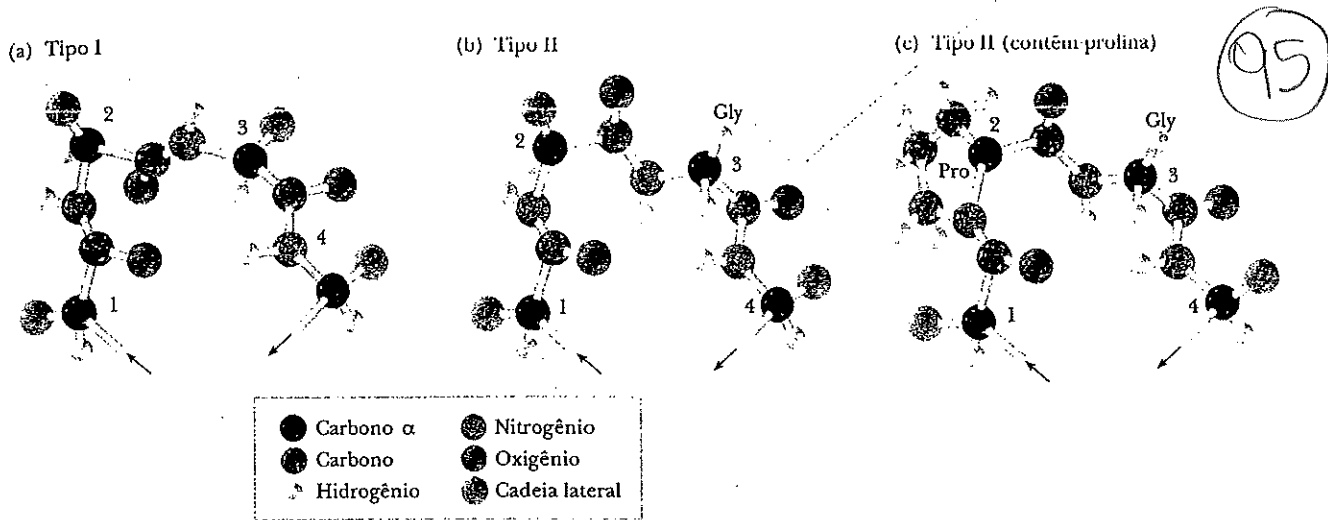 (a) Tipo I
(b) Tipo II
(c) Tipo II (contém prolina)
95
2
3
4
1
2
Gly
3
1
4
2
Gly
Pro
3
1
4
Carbono α
Nitrogênio
Carbono
Oxigênio
Hidrogênio
Cadeia lateral